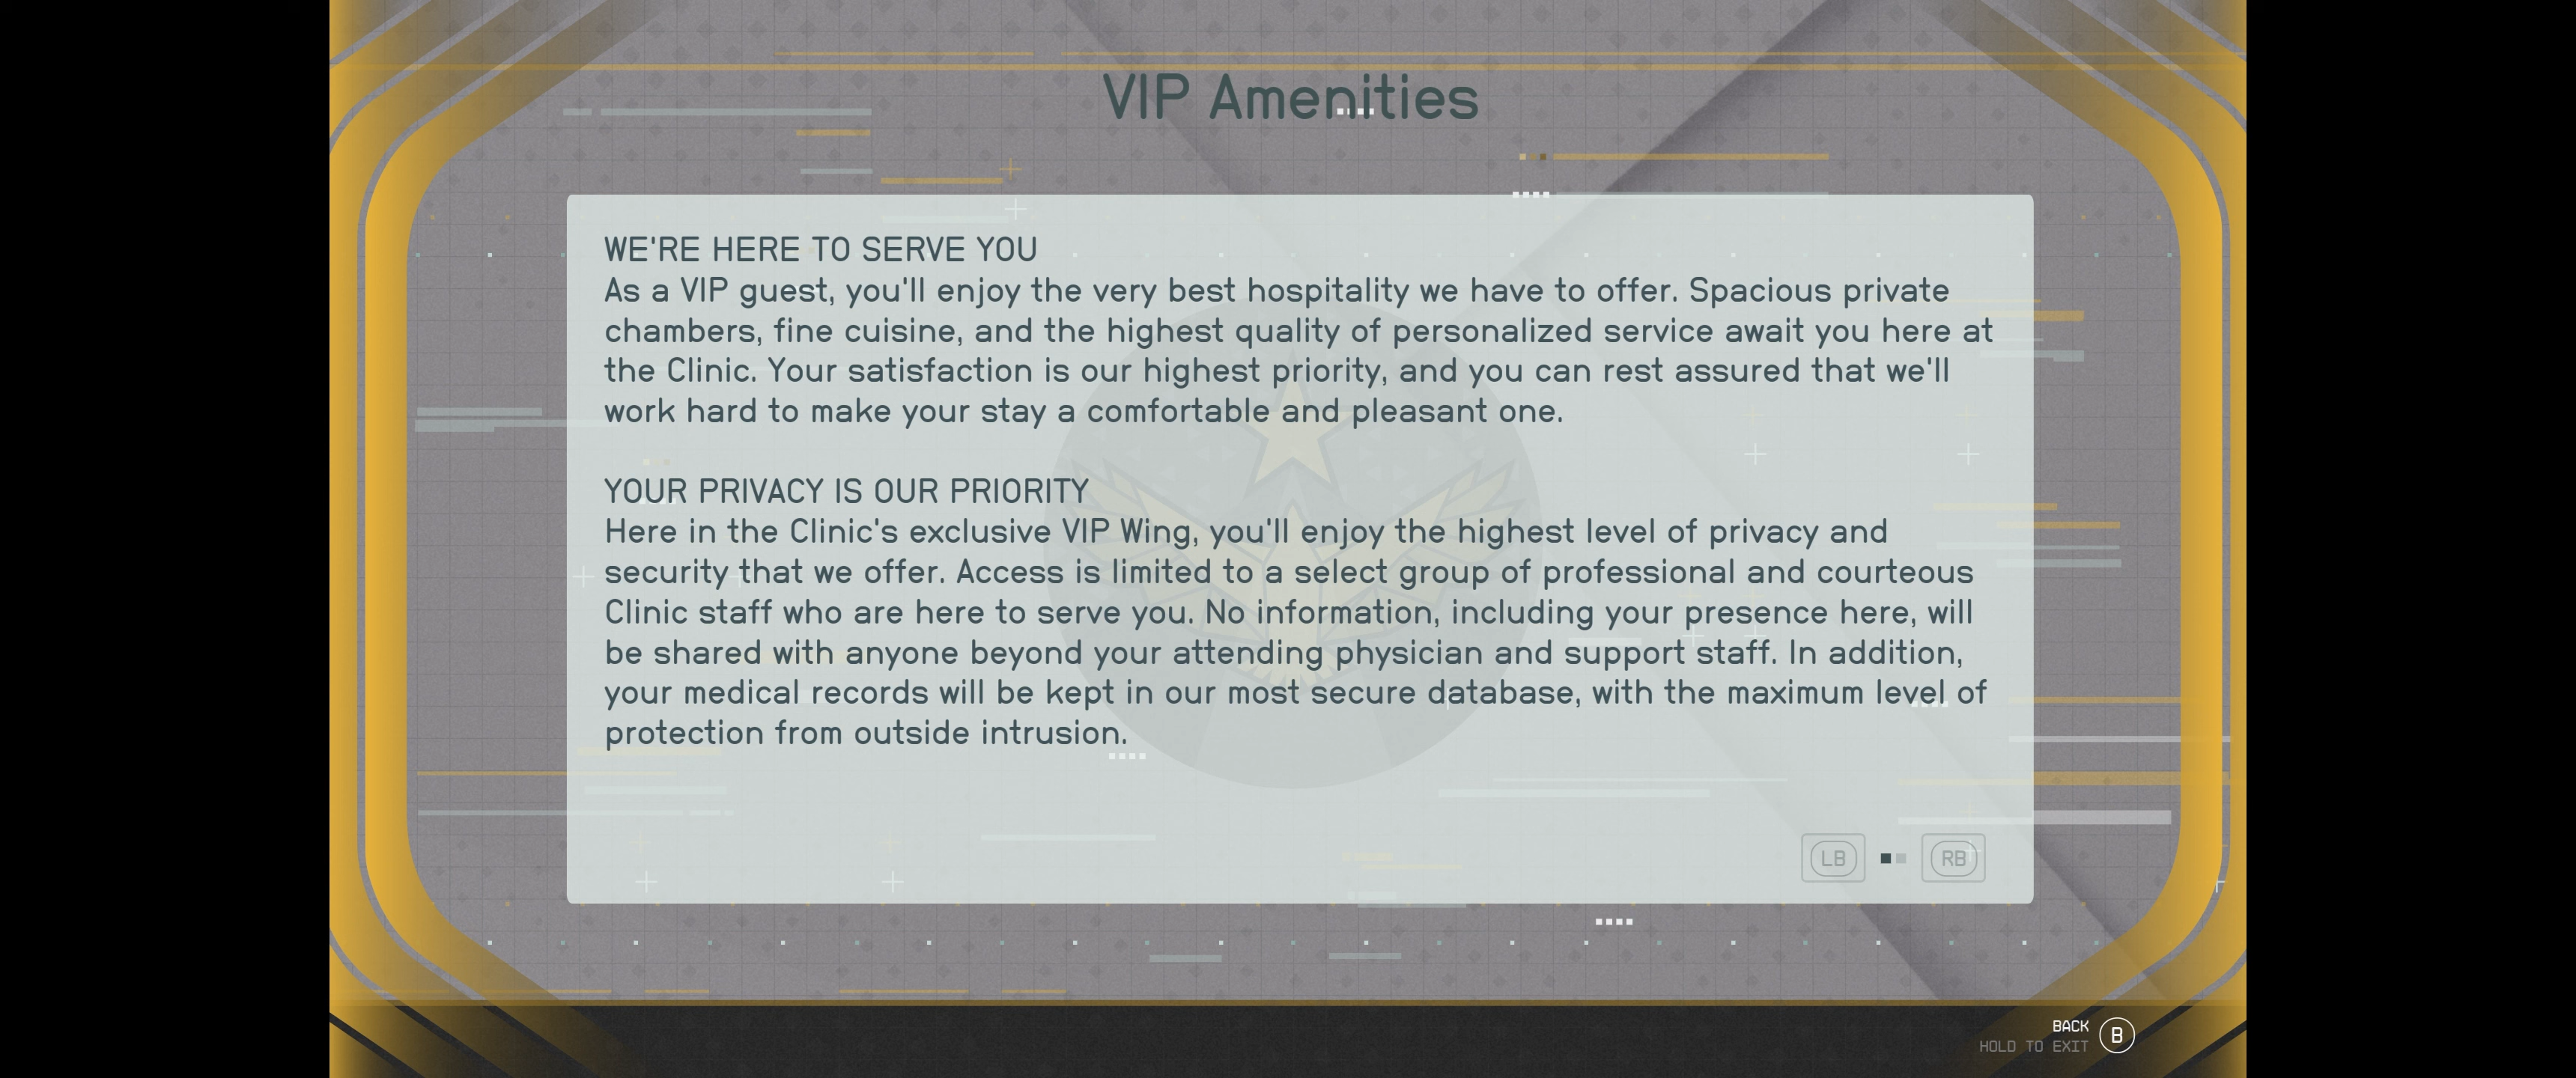 VIP Amenities
WE'RE HERE TO SERVE YOU
As a VIP guest, you'll enjoy the very best hospitality we have to offer. Spacious private
chambers, fine cuisine, and the highest quality of personalized service await you here at
the Clinic. Your satisfaction is our highest priority, and you can rest assured that we'll
work hard to make your stay a comfortable and pleasant one.
YOUR PRIVACY IS OUR PRIORITY
Here in the Clinic's exclusive VIP Wing, you'll enjoy the highest level of privacy and
security that we offer. Access is limited to a select group of professional and courteous
Clinic staff who are here to serve you. No information, including your presence here, will
be shared with anyone beyond your attending physician and support staff. In addition,
your medical records will be kept in our most secure database, with the maximum level of
protection from outside intrusion.
LB RB
BACK B
HOLD TO EXIT